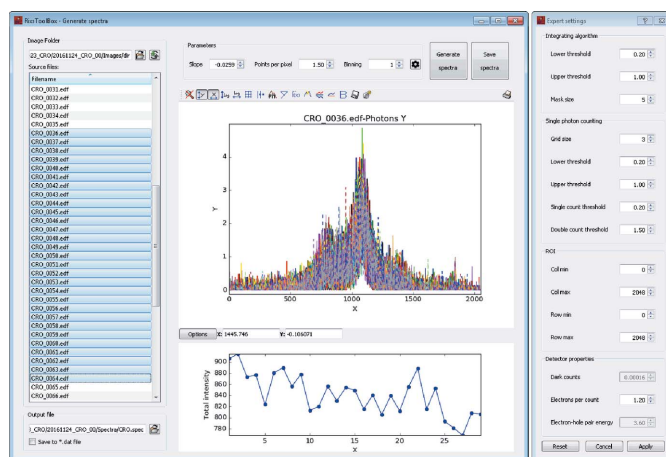 RixsToolBox - Generate spectra
Image Folder
23_CRO/20161124_CRO_00/Images/dir
Source files:
Filename
CRO_0031.edf
CRO_0032.edf
CRO_0033.edf
CRO_0034.edf
CRO_0035.edf
CRO_0036.edf
CRO_0037.edf
CRO_0038.edf
CRO_0039.edf
CRO_0040.edf
CRO_0041.edf
CRO_0042.edf
CRO_0043.edf
CRO_0044.edf
CRO_0045.edf
CRO_0046.edf
CRO_0047.edf
CRO_0048.edf
CRO_0049.edf
CRO_0050.edf
CRO_0051.edf
CRO_0052.edf
CRO_0053.edf
CRO_0054.edf
CRO_0055.edf
CRO_0056.edf
CRO_0057.edf
CRO_0058.edf
CRO_0059.edf
CRO_0060.edf
CRO_0061.edf
CRO_0062.edf
CRO_0063.edf
CRO_0064.edf
CRO_0065.edf
CRO_0066.edf
Output file
)_CRO/20161124_CRO_00/Spectra/CRO.spec
Save to *.dat file
Parameters
Slope -0.0259 Points per pixel 1.50 Binning 1
Generate spectra
Save spectra
CRO_0036.edf-Photons Y
Y
4
3
2
1
0
0 500 1000 1500 2000
X
Options X: 1445.746 Y: -0.106071
Total intensity
900
880
860
840
820
800
780
5 10 15 20 25
X
Expert settings
Integrating algorithm
Lower threshold 0.20
Upper threshold 1.00
Mask size 5
Single photon counting
Grid size 3
Lower threshold 0.20
Upper threshold 1.00
Single count threshold 0.20
Double count threshold 1.50
ROI
Col min 0
Col max 2048
Row min 0
Row max 2048
Detector properties
Dark counts 0.00016
Electrons per count 1.20
Electron-hole pair energy 3.60
Reset Cancel Apply